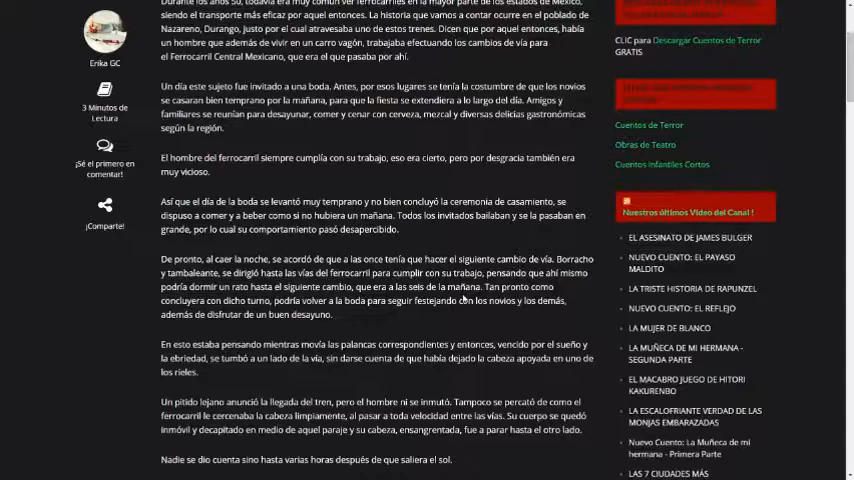 Durante los años 50, todavía era muy común ver ferrocarriles en la mayor parte de los estados de México,
siendo el transporte más eficaz por aquel entonces. La historia que vamos a contar ocurre en el poblado de
Nazareno, Durango, justo por el cual atravesaba uno de estos trenes. Dicen que por aquel entonces, había
un hombre que además de vivir en un carro vagón, trabajaba efectuando los cambios de vía para
el Ferrocarril Central Mexicano, que era el que pasaba por ahí.
Un día este sujeto fue invitado a una boda. Antes, por esos lugares se tenía la costumbre de que los novios
se casaran bien temprano por la mañana, para que la fiesta se extendiera a lo largo del día. Amigos y
familiares se reunían para desayunar, comer y cenar con cerveza, mezcal y diversas delicias gastronómicas
según la región.
El hombre del ferrocarril siempre cumplía con su trabajo, eso era cierto, pero por desgracia también era
muy vicioso.
Así que el día de la boda se levantó muy temprano y no bien concluyó la ceremonia de casamiento, se
dispuso a comer y a beber como si no hubiera un mañana. Todos los invitados bailaban y se la pasaban en
grande, por lo cual su comportamiento pasó desapercibido.
De pronto, al caer la noche, se acordó de que a las once tenía que hacer el siguiente cambio de vía. Borracho
y tambaleante, se dirigió hasta las vías del ferrocarril para cumplir con su trabajo, pensando que ahí mismo
podría dormir un rato hasta el siguiente cambio, que era a las seis de la mañana. Tan pronto como
concluyera con dicho turno, podría volver a la boda para seguir festejando con los novios y los demás,
además de disfrutar de un buen desayuno.
En esto estaba pensando mientras movía las palancas correspondientes y entonces, vencido por el sueño y
la ebriedad, se tumbó a un lado de la vía, sin darse cuenta de que había dejado la cabeza apoyada en uno de
los rieles.
Un pitido lejano anunció la llegada del tren, pero el hombre ni se inmutó. Tampoco se percató de como el
ferrocarril le cercenaba la cabeza limpiamente, al pasar a toda velocidad entre las vías. Su cuerpo se quedó
inmóvil y decapitado en medio de aquel paraje y su cabeza, ensangrentada, fue a parar hasta el otro lado.
Nadie se dio cuenta sino hasta varias horas después de que saliera el sol.
Erika GC
3 Minutos de
Lectura
¡Sé el primero en
comentar!
¡Comparte!
CLIC para Descargar Cuentos de Terror
GRATIS
Cuentos de Terror
Obras de Teatro
Cuentos Infantiles Cortos
Nuestros últimos Video del Canal !
EL ASESINATO DE JAMES BULGER
NUEVO CUENTO: EL PAYASO
MALDITO
LA TRISTE HISTORIA DE RAPUNZEL
NUEVO CUENTO: EL REFLEJO
LA MUJER DE BLANCO
LA MUÑECA DE MI HERMANA -
SEGUNDA PARTE
EL MACABRO JUEGO DE HITORI
KAKURENBO
LA ESCALOFRIANTE VERDAD DE LAS
MONJAS EMBARAZADAS
Nuevo Cuento: La Muñeca de mi
hermana - Primera Parte
LAS 7 CIUDADES MÁS